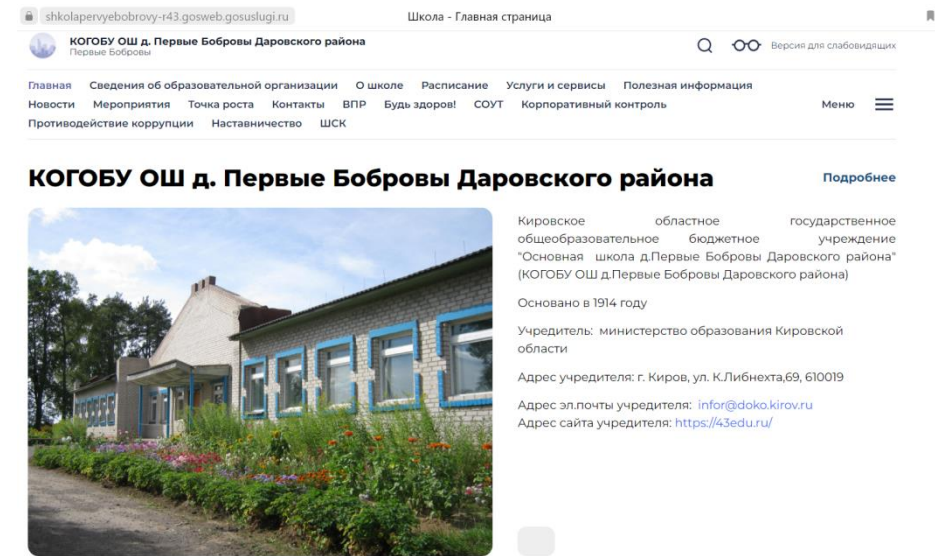 shkolapervyebobrovy-r43.gosweb.gosuslugi.ru
Школа - Главная страница
КОГОБУ ОШ д. Первые Бобровы Даровского района
Первые Бобровы
Версия для слабовидящих
Главная Сведения об образовательной организации О школе Расписание Услуги и сервисы Полезная информация
Новости Мероприятия Точка роста Контакты ВПР Будь здоров! СОУТ Корпоративный контроль
Меню
Противодействие коррупции Наставничество ШСК
КОГОБУ ОШ д. Первые Бобровы Даровского района
Подробнее
Кировское областное государственное
общеобразовательное бюджетное учреждение
"Основная школа д.Первые Бобровы Даровского района"
(КОГОБУ ОШ д.Первые Бобровы Даровского района)
Основано в 1914 году
Учредитель: министерство образования Кировской
области
Адрес учредителя: г. Киров, ул. К.Либнехта,69, 610019
Адрес эл.почты учредителя: infor@doko.kirov.ru
Адрес сайта учредителя: https://43edu.ru/